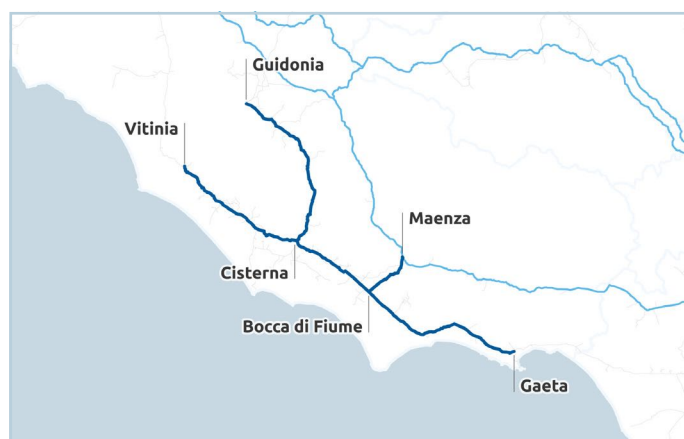 Guidonia
Vitinia
Maenza
Cisterna
Bocca di Fiume
Gaeta